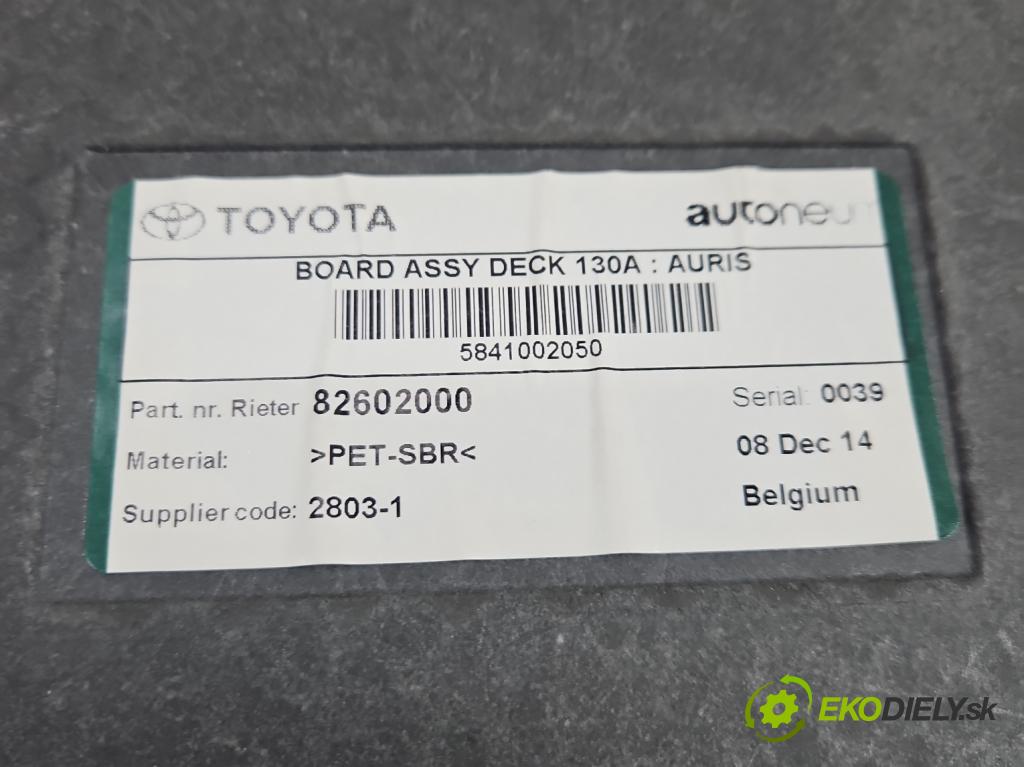 TOYOTA
autoneum
BOARD ASSY DECK 130A : AURIS
5841002050
Part. nr. Rieter 82602000
Serial: 0039
Material: >PET-SBR<
08 Dec 14
Supplier code: 2803-1
Belgium
EKODIELY.sk